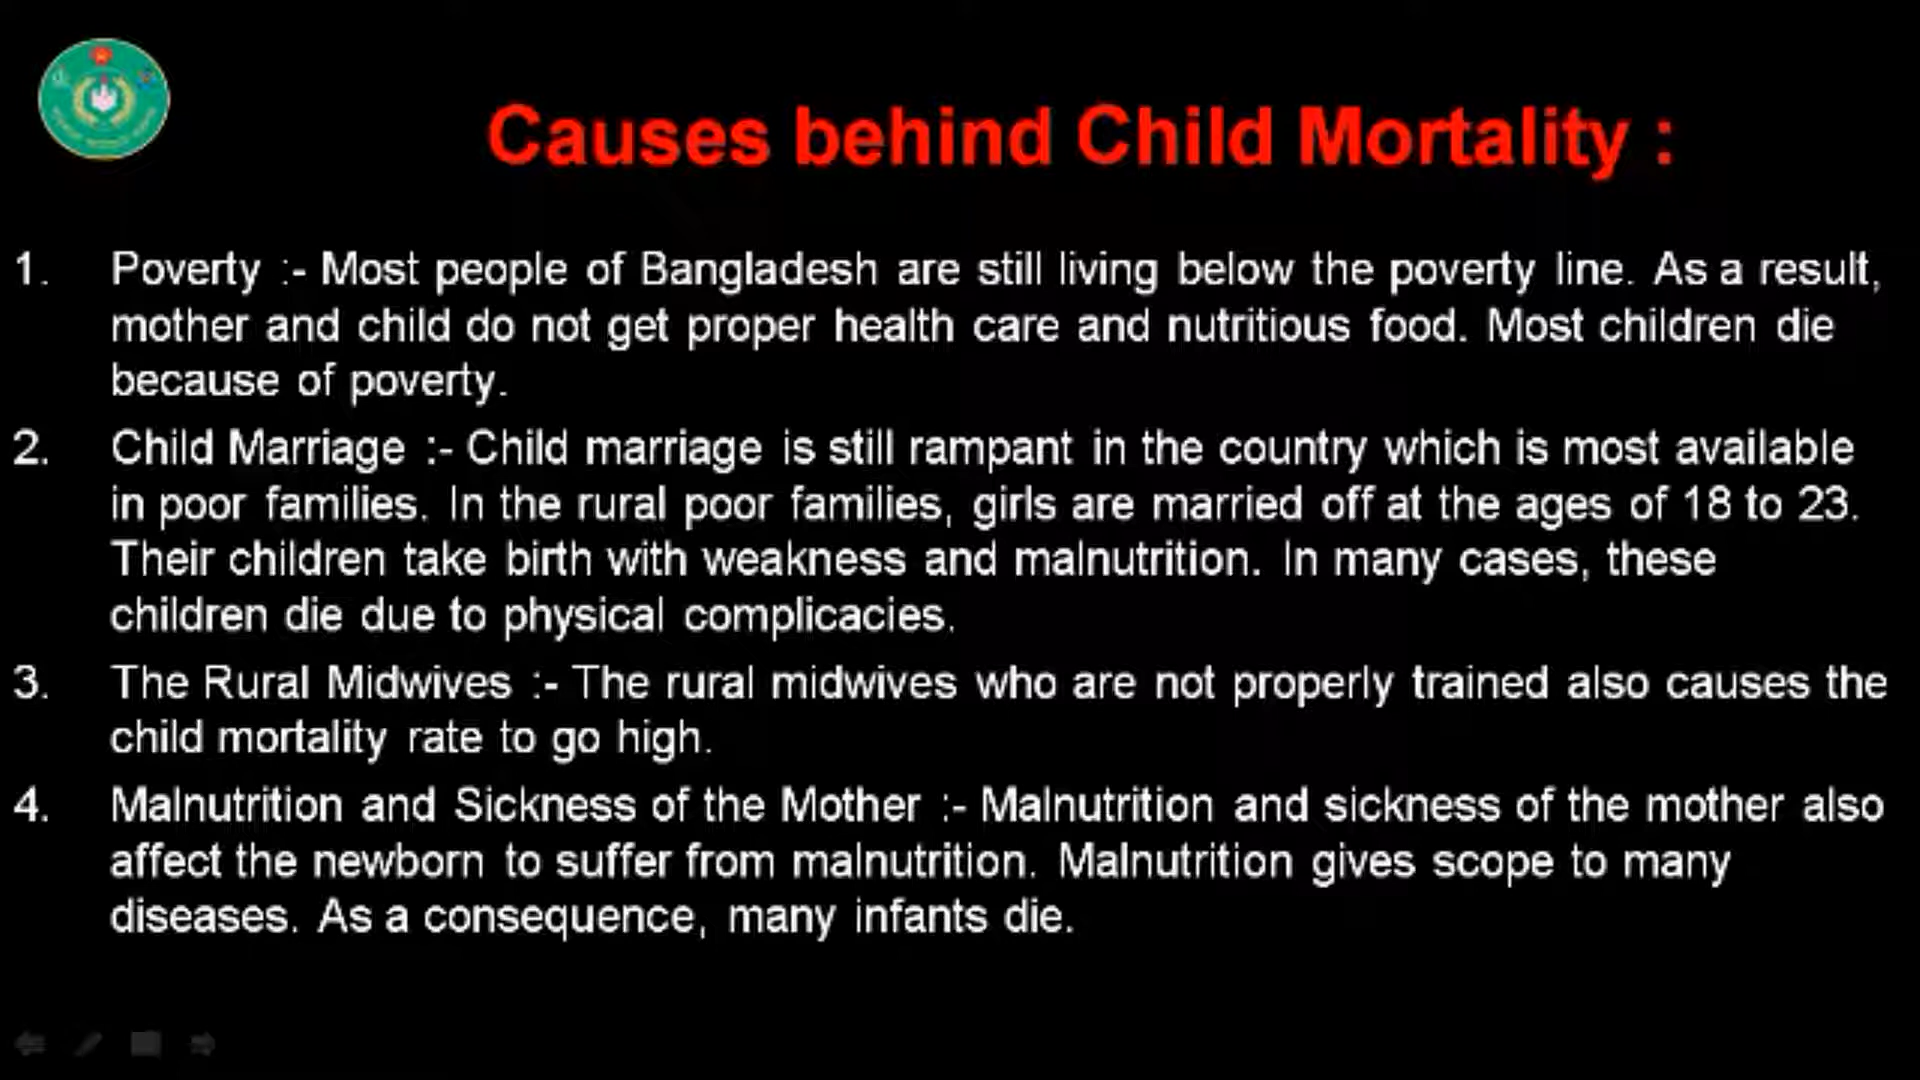 Causes behind Child Mortality :
1. Poverty :- Most people of Bangladesh are still living below the poverty line. As a result,
mother and child do not get proper health care and nutritious food. Most children die
because of poverty.
2. Child Marriage :- Child marriage is still rampant in the country which is most available
in poor families. In the rural poor families, girls are married off at the ages of 18 to 23.
Their children take birth with weakness and malnutrition. In many cases, these
children die due to physical complicacies.
3. The Rural Midwives :- The rural midwives who are not properly trained also causes the
child mortality rate to go high.
4. Malnutrition and Sickness of the Mother :- Malnutrition and sickness of the mother also
affect the newborn to suffer from malnutrition. Malnutrition gives scope to many
diseases. As a consequence, many infants die.